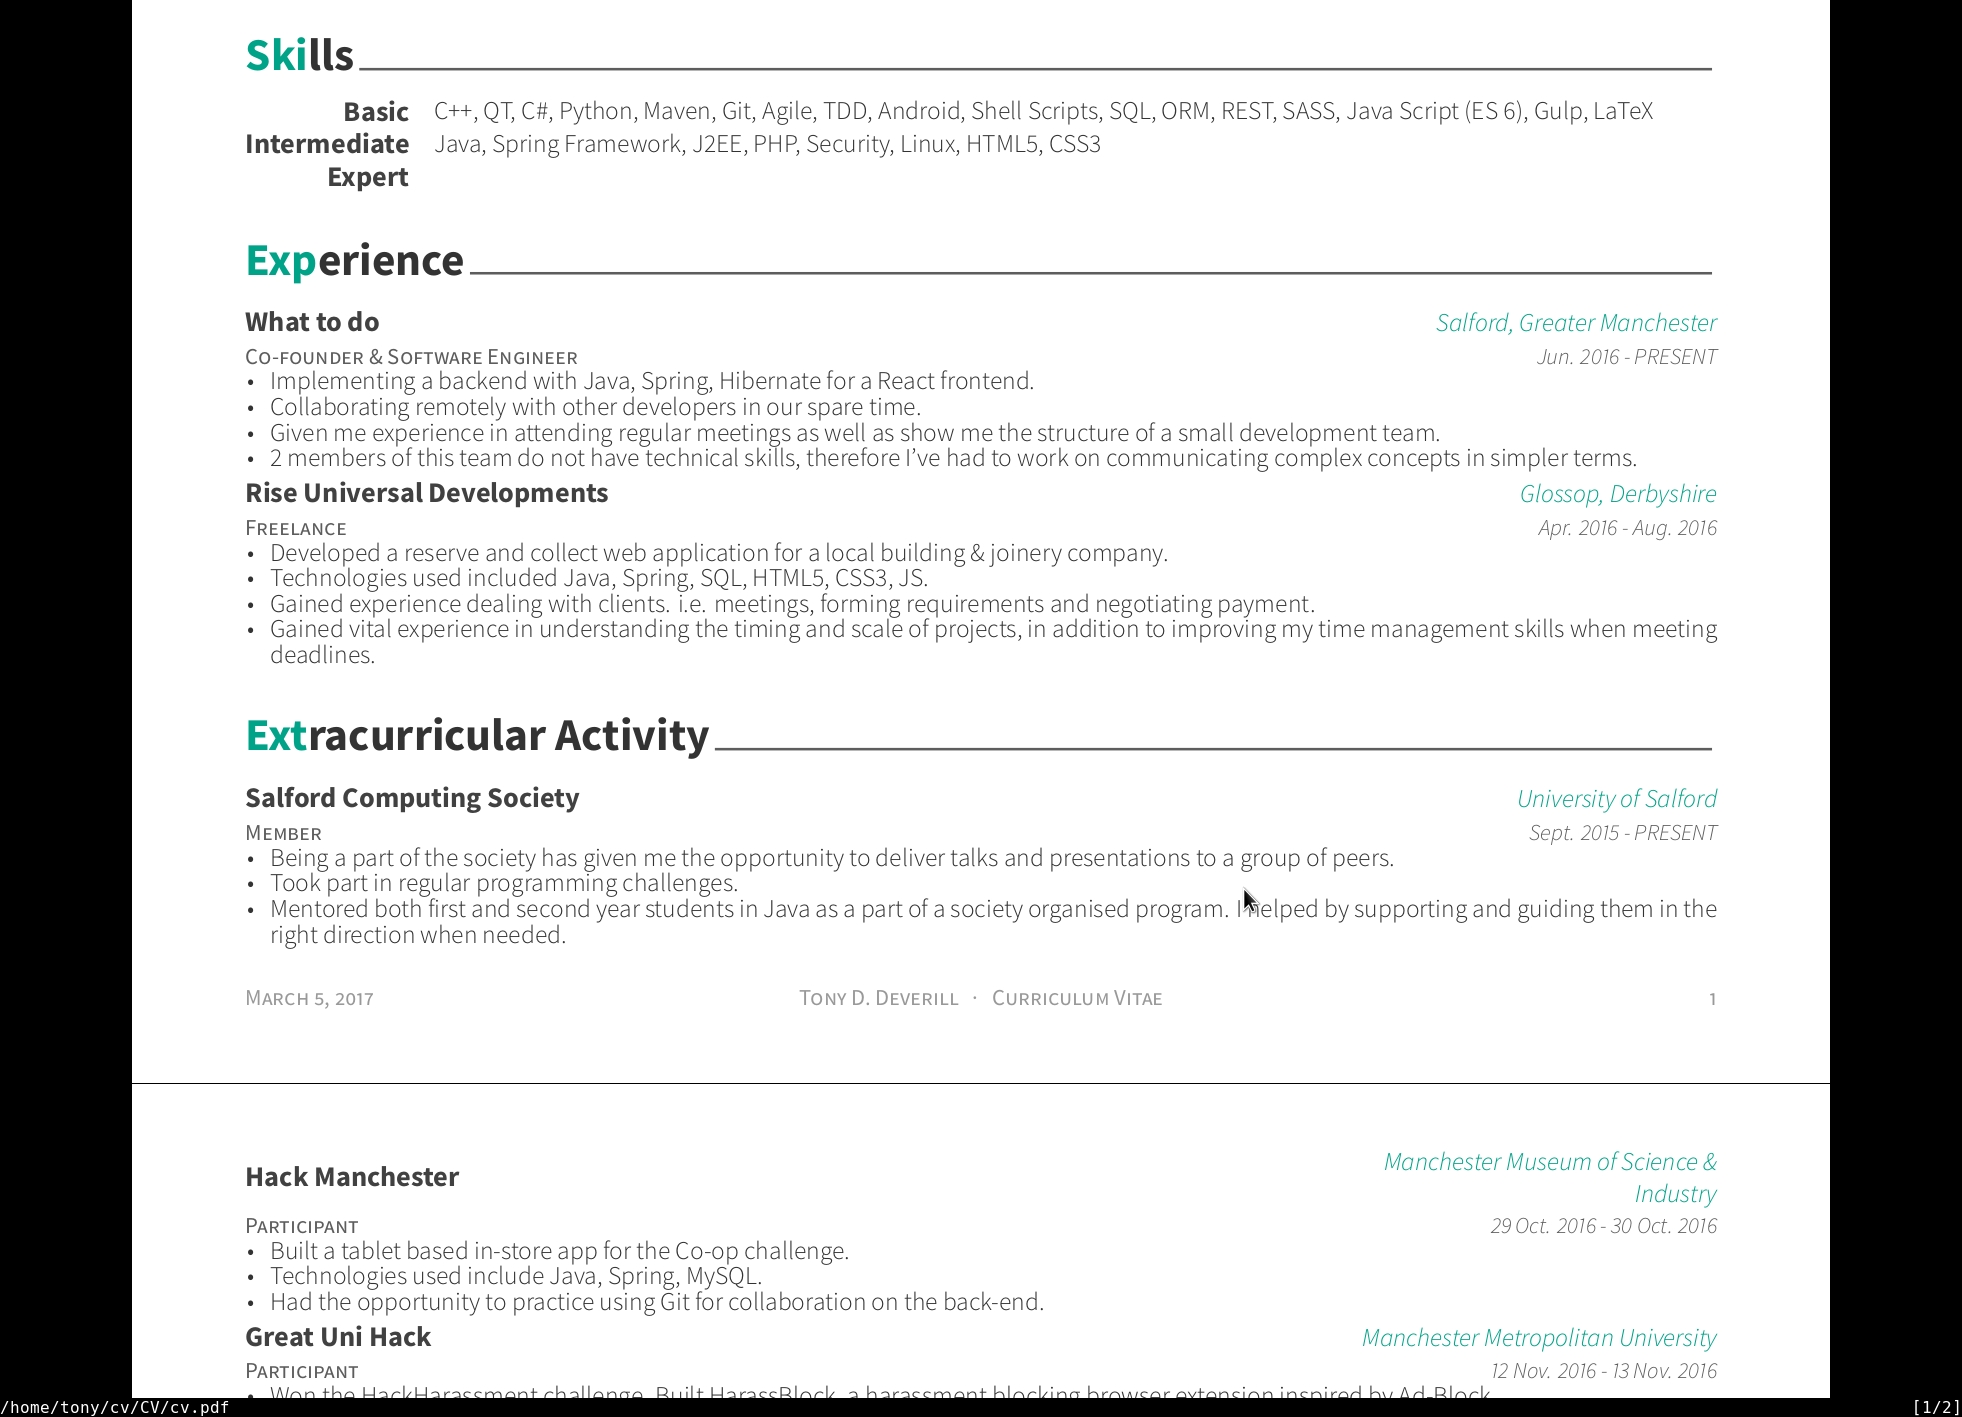 Skills
Basic C++, QT, C#, Python, Maven, Git, Agile, TDD, Android, Shell Scripts, SQL, ORM, REST, SASS, Java Script (ES 6), Gulp, LaTeX
Intermediate Java, Spring Framework, J2EE, PHP, Security, Linux, HTML5, CSS3
Expert
Experience
What to do Salford, Greater Manchester
Co-founder & Software Engineer Jun. 2016 - PRESENT
• Implementing a backend with Java, Spring, Hibernate for a React frontend.
• Collaborating remotely with other developers in our spare time.
• Given me experience in attending regular meetings as well as show me the structure of a small development team.
• 2 members of this team do not have technical skills, therefore I’ve had to work on communicating complex concepts in simpler terms.
Rise Universal Developments Glossop, Derbyshire
Freelance Apr. 2016 - Aug. 2016
• Developed a reserve and collect web application for a local building & joinery company.
• Technologies used included Java, Spring, SQL, HTML5, CSS3, JS.
• Gained experience dealing with clients. i.e. meetings, forming requirements and negotiating payment.
• Gained vital experience in understanding the timing and scale of projects, in addition to improving my time management skills when meeting
deadlines.
Extracurricular Activity
Salford Computing Society University of Salford
Member Sept. 2015 - PRESENT
• Being a part of the society has given me the opportunity to deliver talks and presentations to a group of peers.
• Took part in regular programming challenges.
• Mentored both first and second year students in Java as a part of a society organised program. I helped by supporting and guiding them in the
right direction when needed.
March 5, 2017 Tony D. Deverill · Curriculum Vitae 1
Hack Manchester Manchester Museum of Science &
Industry
Participant 29 Oct. 2016 - 30 Oct. 2016
• Built a tablet based in-store app for the Co-op challenge.
• Technologies used include Java, Spring, MySQL.
• Had the opportunity to practice using Git for collaboration on the back-end.
Great Uni Hack Manchester Metropolitan University
Participant 12 Nov. 2016 - 13 Nov. 2016
• Won the HackHarassment challenge. Built HarassBlock, a harassment blocking browser extension inspired by Ad-Block.
/home/tony/cv/CV/cv.pdf [1/2]